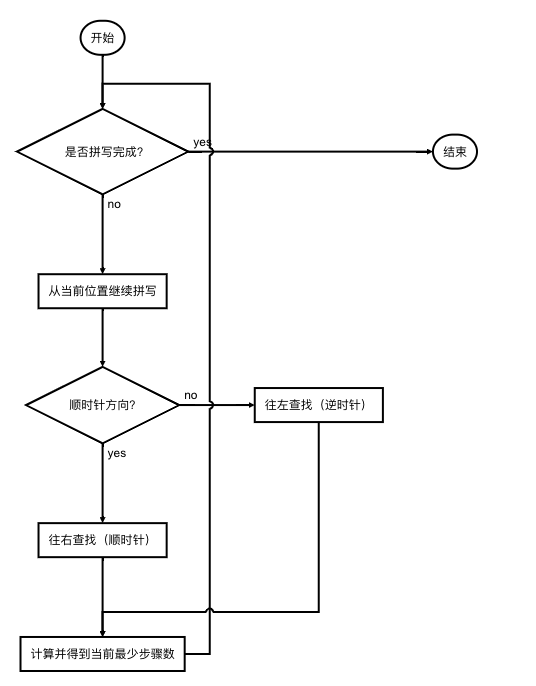 开始
是否拼写完成?
yes
结束
no
从当前位置继续拼写
顺时针方向?
no
往左查找（逆时针）
yes
往右查找（顺时针）
计算并得到当前最少步骤数